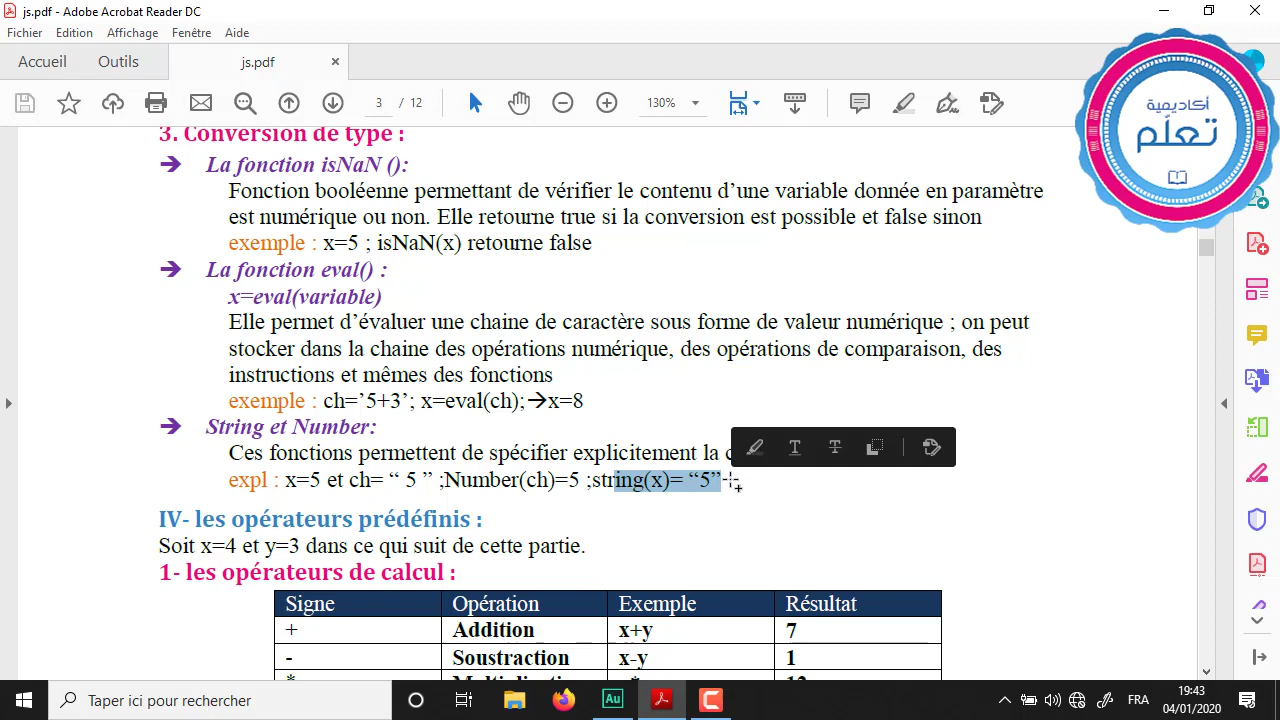 js.pdf - Adobe Acrobat Reader DC
Fichier Edition Affichage Fenêtre Aide
Accueil Outils js.pdf ×
3 / 12 130%
أكاديمية
تعلّم
3. Conversion de type :
➔ La fonction isNaN ():
Fonction booléenne permettant de vérifier le contenu d’une variable donnée en paramètre
est numérique ou non. Elle retourne true si la conversion est possible et false sinon
exemple : x=5 ; isNaN(x) retourne false
➔ La fonction eval() :
x=eval(variable)
Elle permet d’évaluer une chaine de caractère sous forme de valeur numérique ; on peut
stocker dans la chaine des opérations numérique, des opérations de comparaison, des
instructions et mêmes des fonctions
exemple : ch=’5+3’; x=eval(ch);➔x=8
➔ String et Number:
Ces fonctions permettent de spécifier explicitement la
expl : x=5 et ch= “ 5 ” ;Number(ch)=5 ;string(x)= “5”
IV- les opérateurs prédéfinis :
Soit x=4 et y=3 dans ce qui suit de cette partie.
1- les opérateurs de calcul :
Signe Opération Exemple Résultat
+ Addition x+y 7
- Soustraction x-y 1
Taper ici pour rechercher
Au
FRA
19:43
04/01/2020